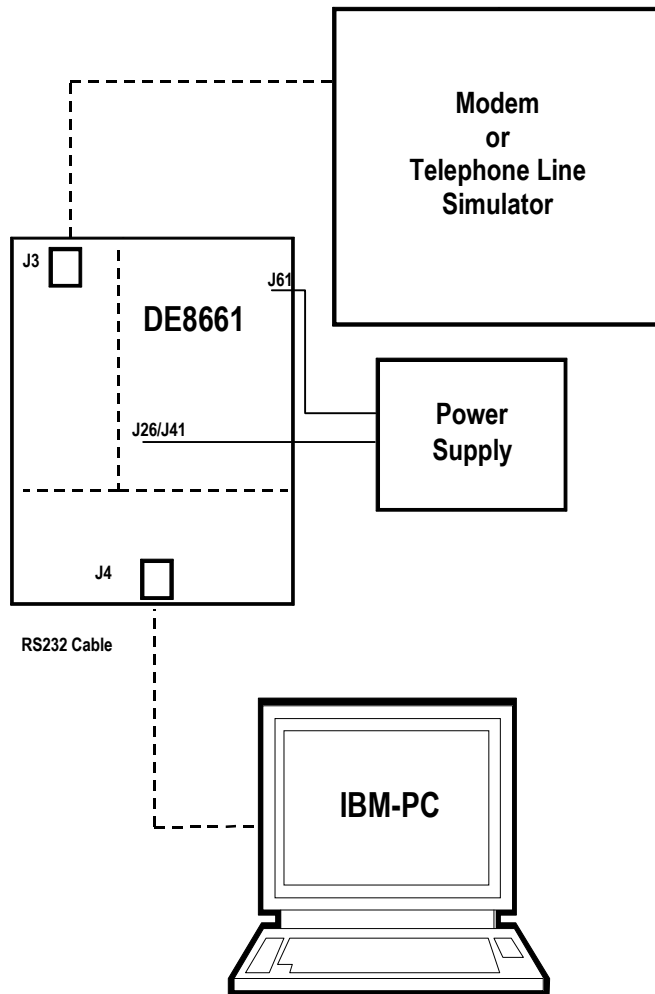 Modem
or
Telephone Line
Simulator
J3
J61
DE8661
J26/J41
Power
Supply
J4
RS232 Cable
IBM-PC